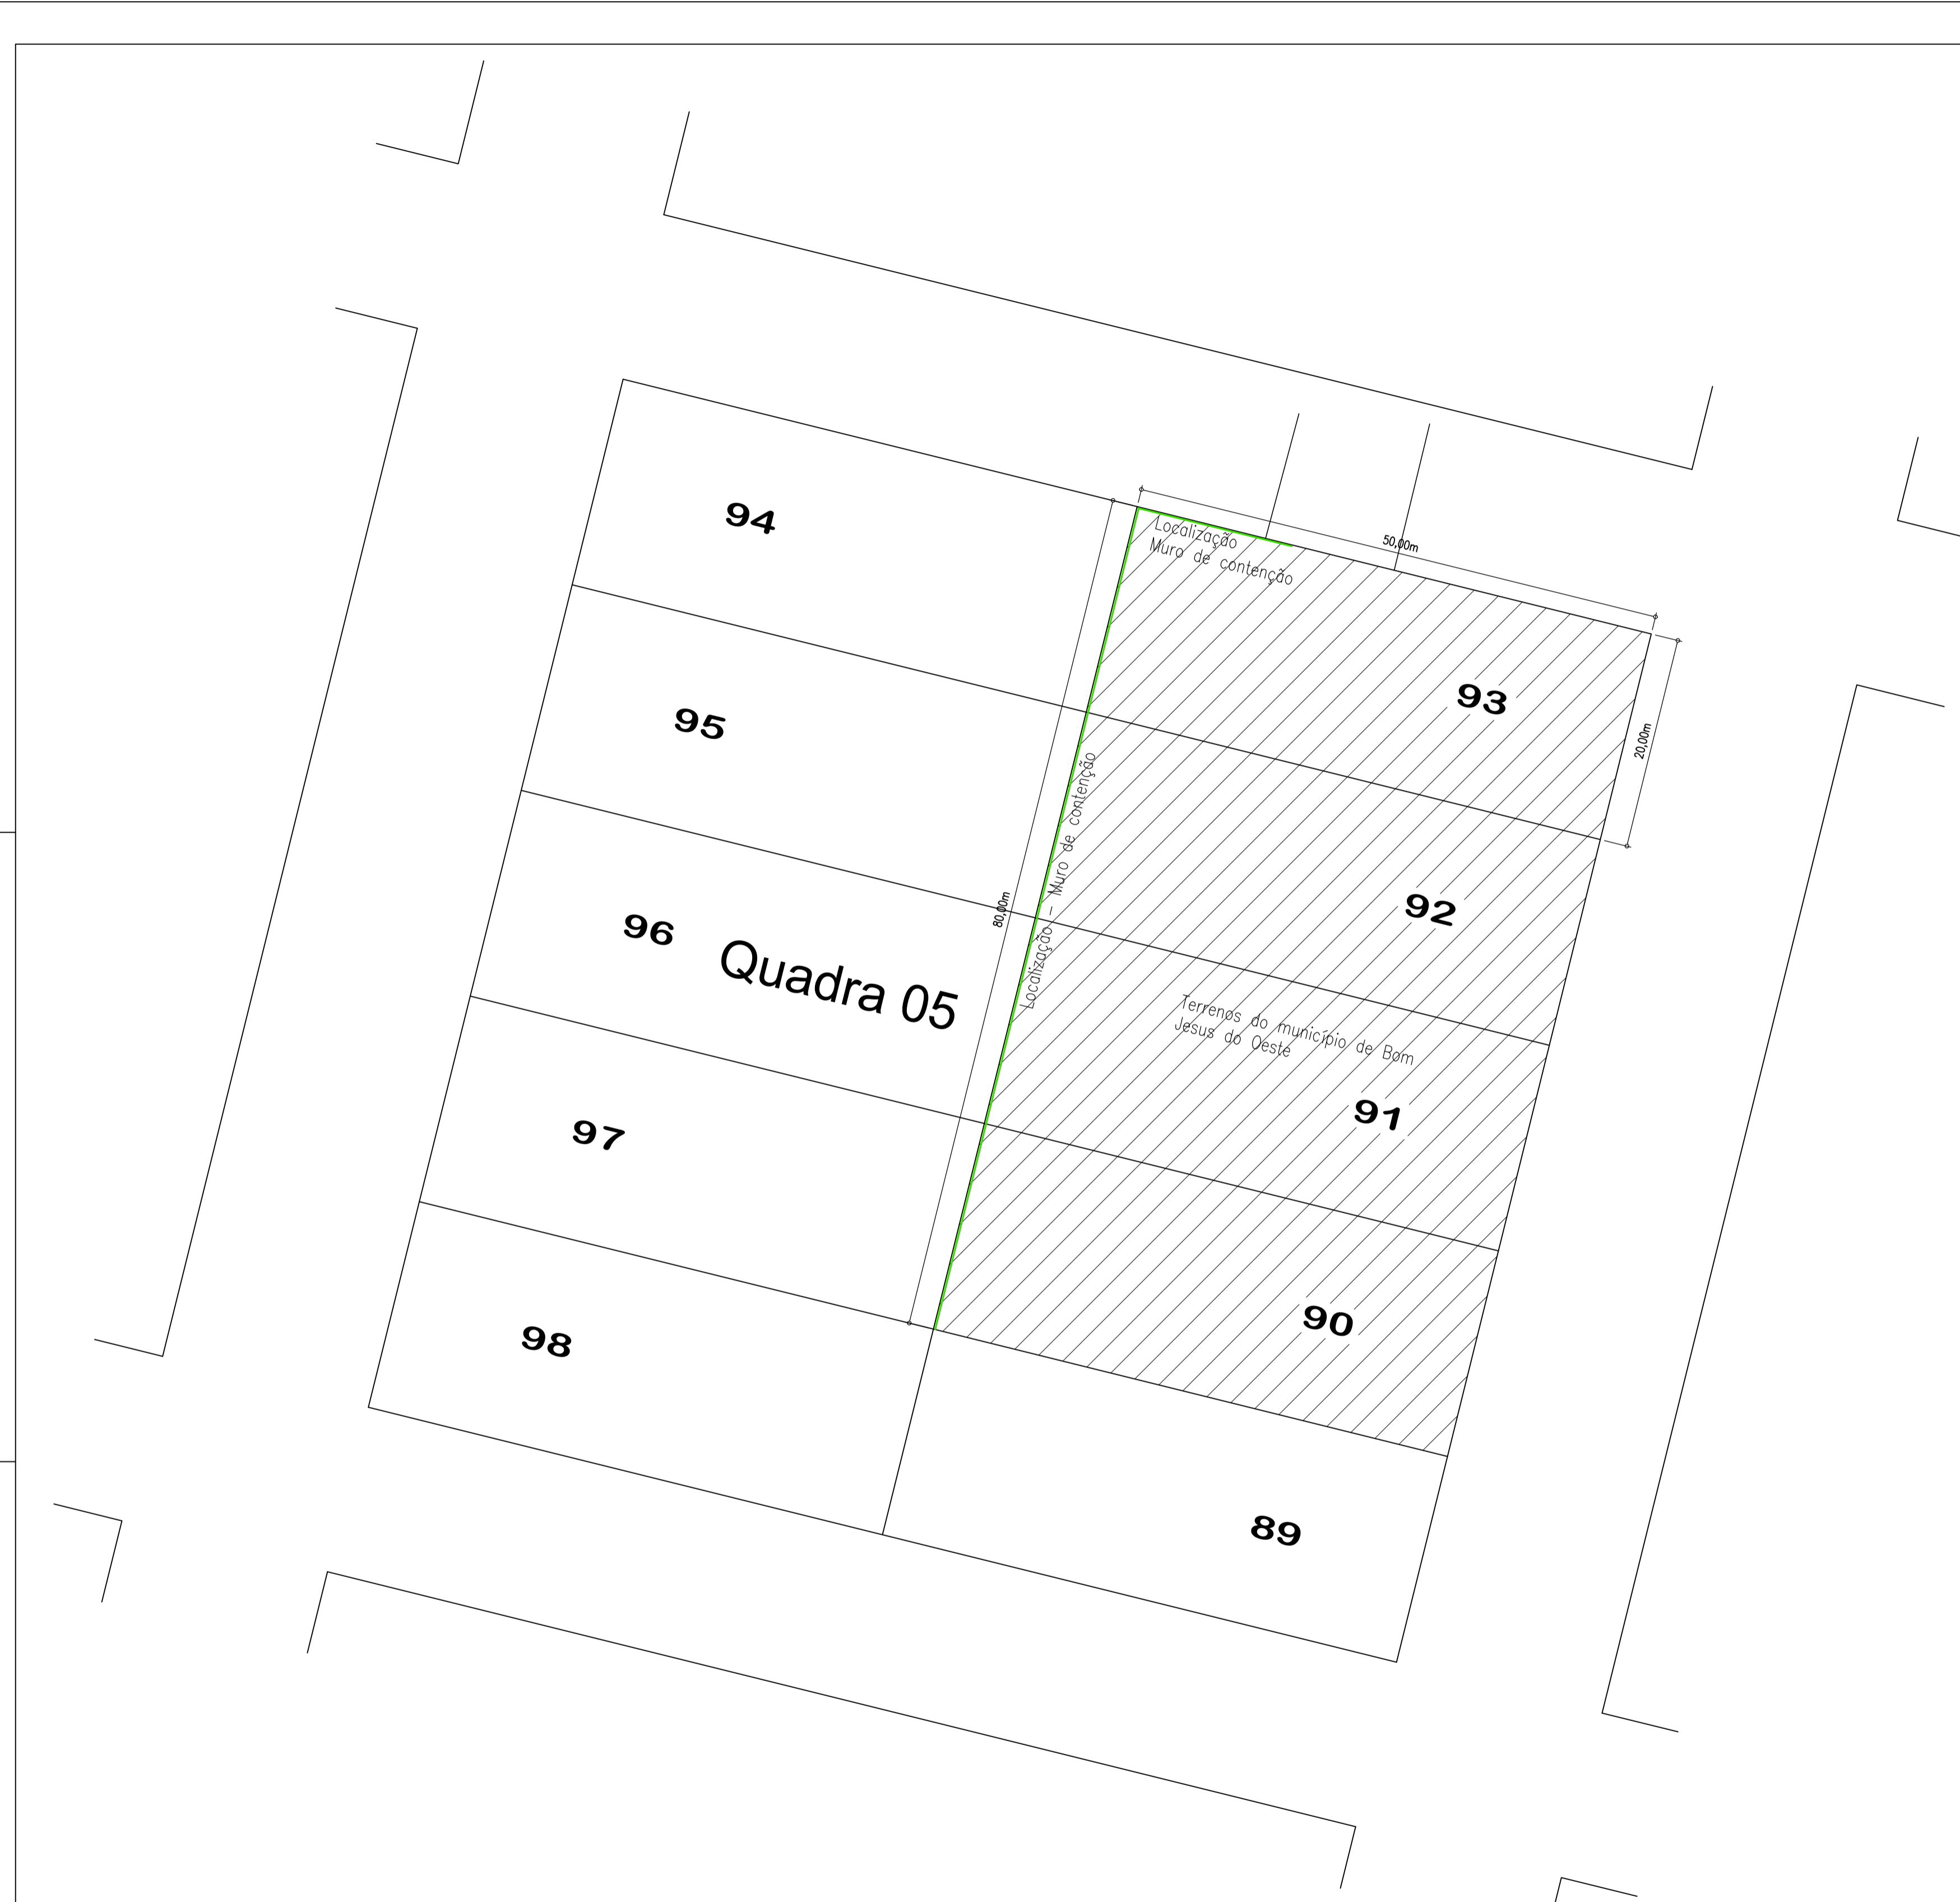 94
Localização
Muro de contenção
50,00m
93
20,00m
95
Localização - Muro de contenção
80,00m
92
96
Quadra 05
Terrenos do município de Bom
Jesus do Oeste
91
97
90
98
89